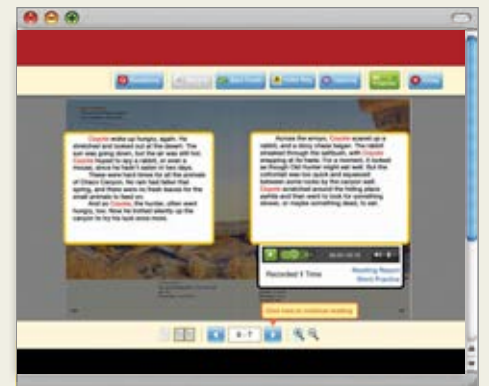 Coyote woke up hungry, again. He
stretched and looked out at the desert. The
sun was going down, but the air was still hot.
Coyote hoped to spy a rabbit, or even a
mouse, since he hadn't eaten in two days.
These were hard times for all the animals
of Chaco Canyon. No rain had fallen that
spring, and there were no fresh leaves for the
small animals to feed on.
And so Coyote, the hunter, often went
hungry, too. Now he trotted silently up the
canyon to try his luck once more.
Across the arroyo, Coyote scared up a
rabbit, and a dizzy chase began. The rabbit
streaked through the saltbush, with Coyote
snapping at its heels. For a moment, it looked
as though Old Hunter might eat well. But the
cottontail was too quick and squeezed
between some rocks by the canyon wall.
Coyote scratched around the hiding place
awhile and then went to look for something
slower, or maybe something dead, to eat.
Recorded 1 Time
Reading Report
Word Practice
Click here to continue reading
6 - 7